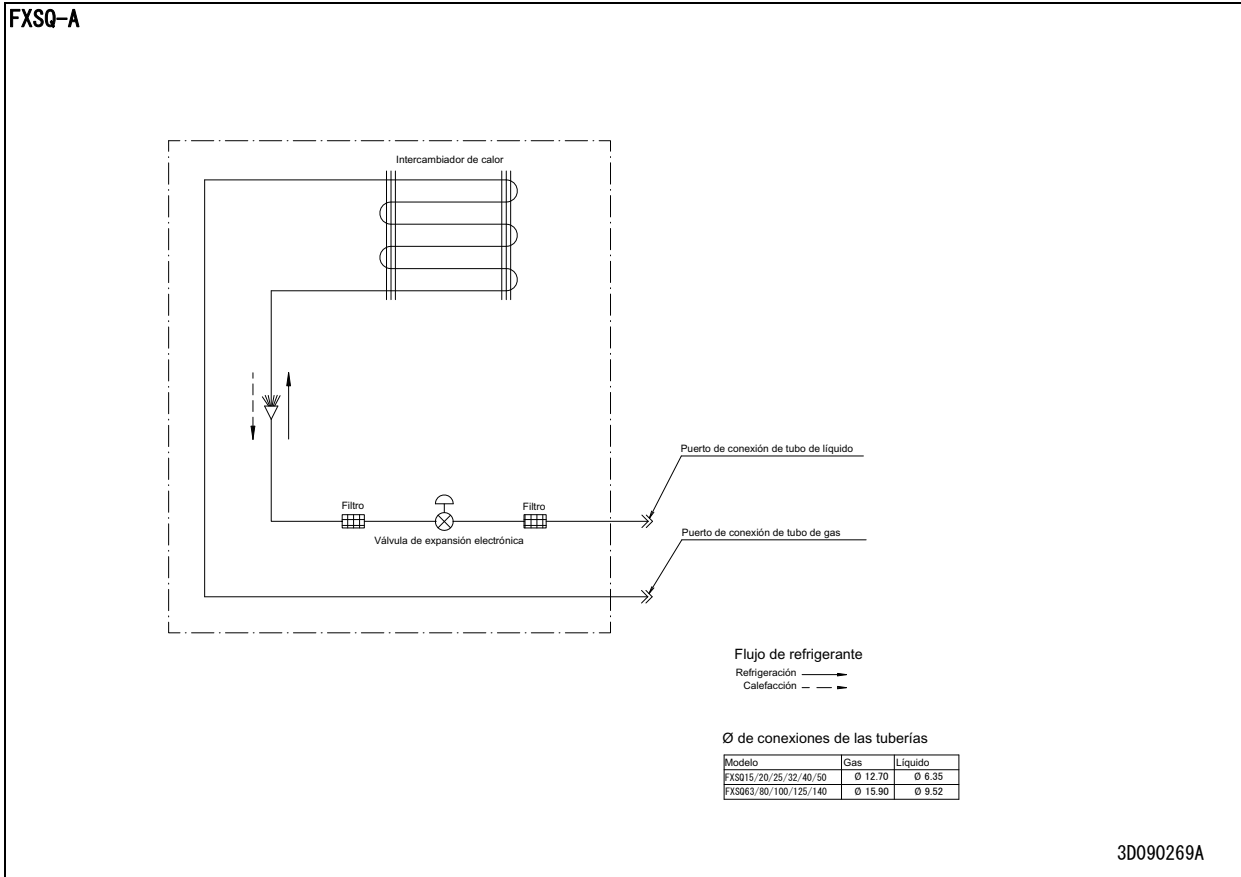 FXSQ-A
Intercambiador de calor
Puerto de conexión de tubo de líquido
Filtro
Filtro
Válvula de expansión electrónica
Puerto de conexión de tubo de gas
Flujo de refrigerante
Refrigeración
Calefacción
Ø de conexiones de las tuberías
Modelo Gas Líquido
FXSQ15/20/25/32/40/50 Ø 12.70 Ø 6.35
FXSQ63/80/100/125/140 Ø 15.90 Ø 9.52
3D090269A